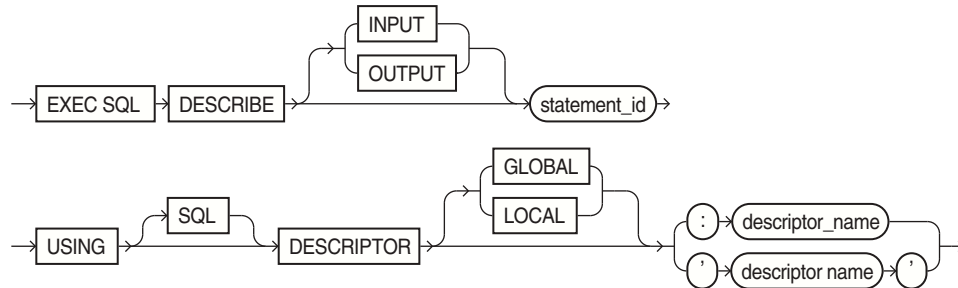 INPUT
OUTPUT
EXEC SQL DESCRIBE statement_id
GLOBAL
SQL LOCAL
USING DESCRIPTOR : descriptor_name
' descriptor name '